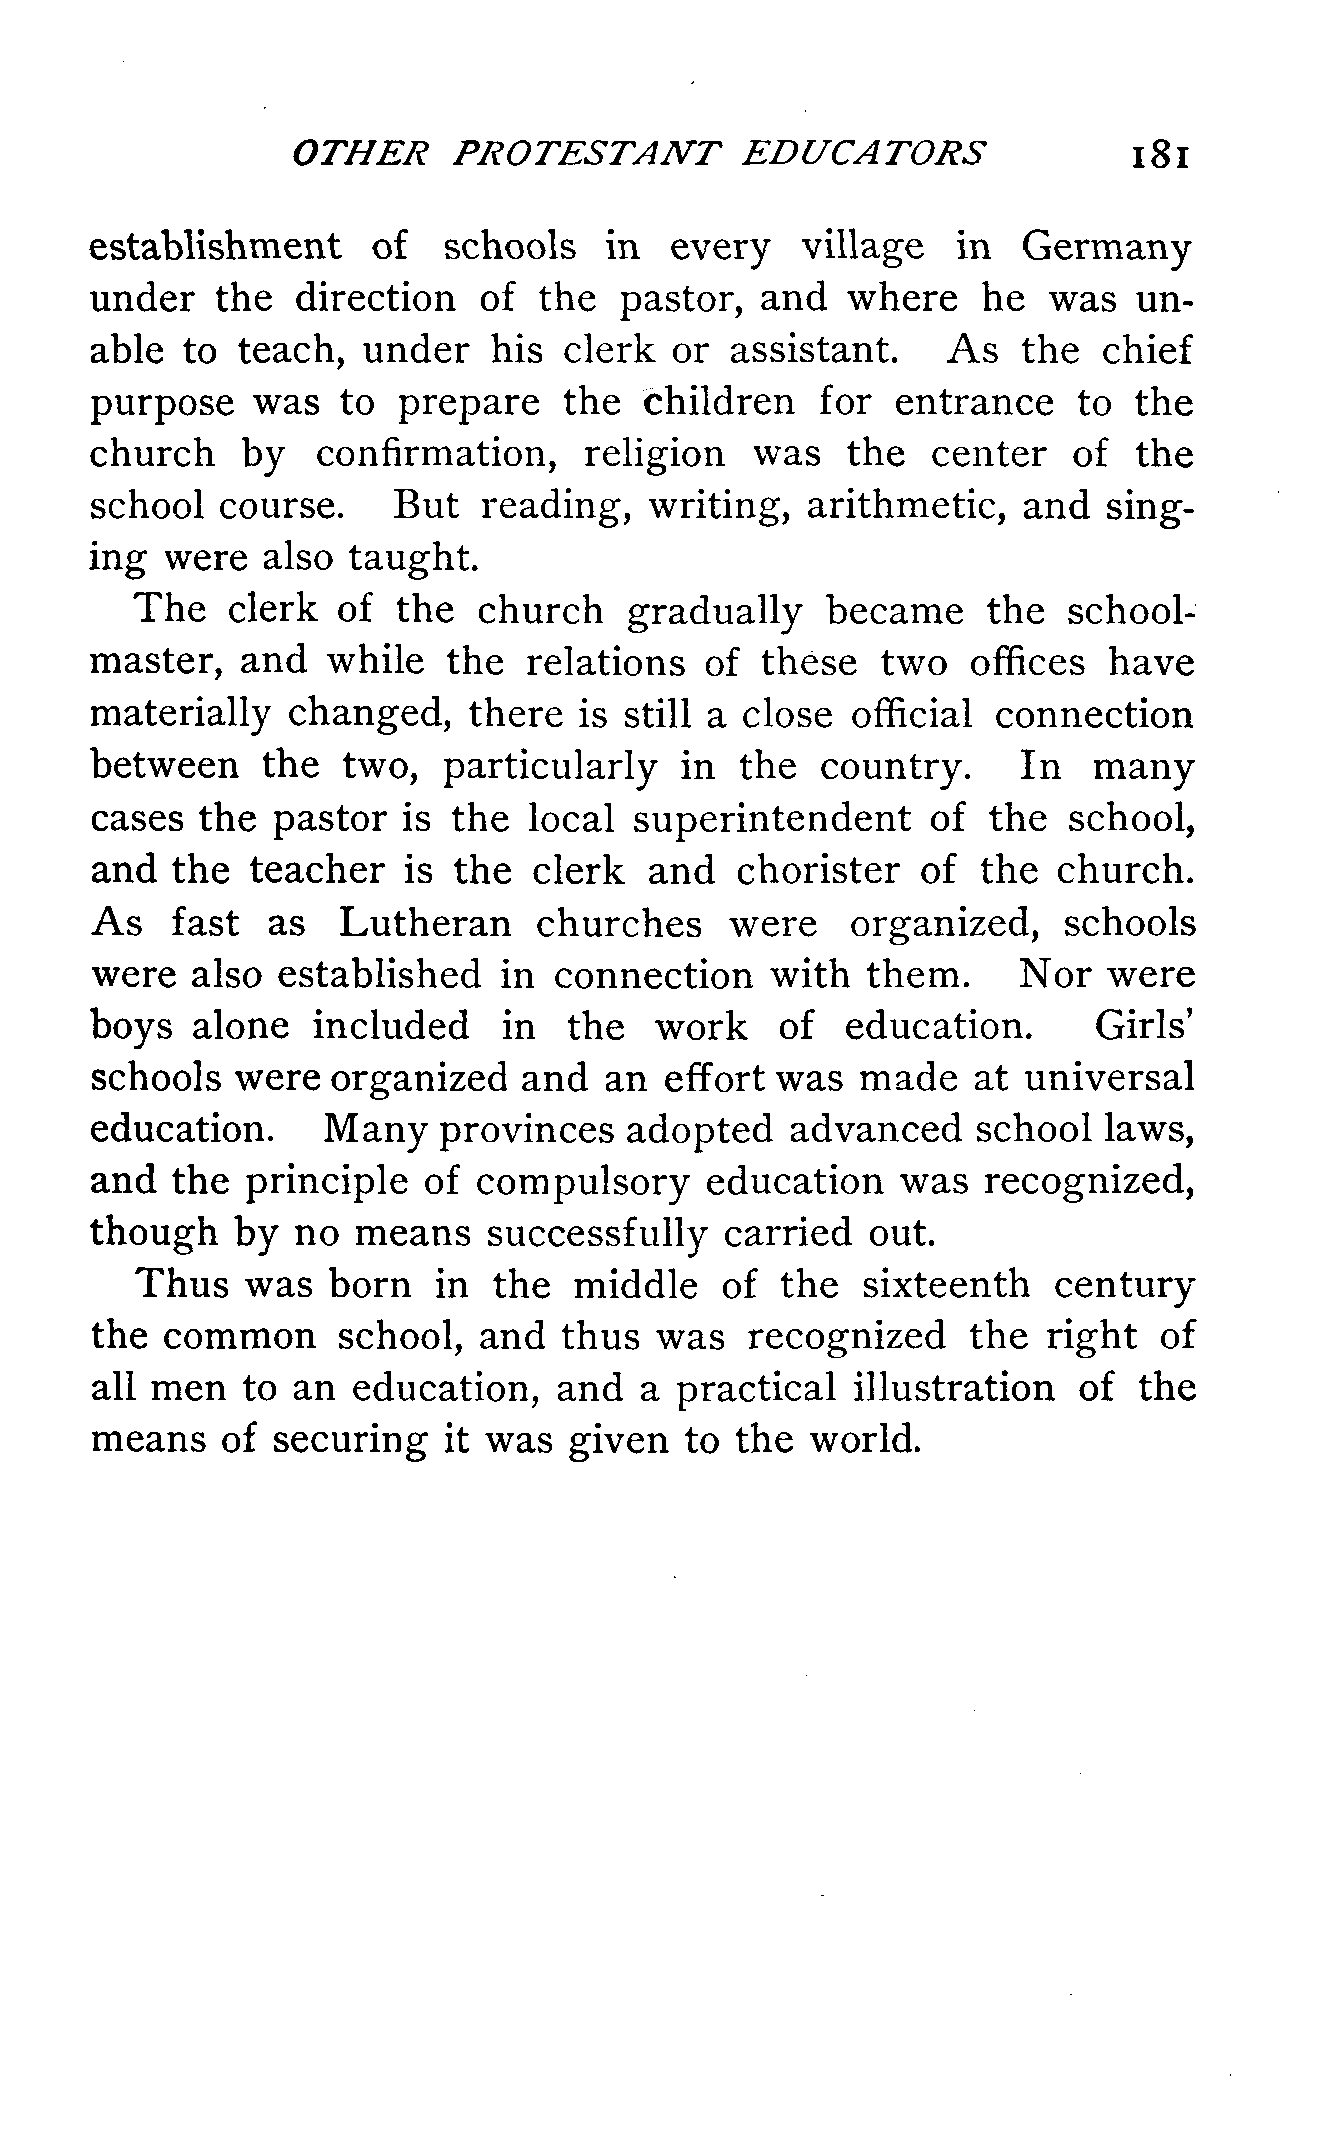 OTHER PROTESTANT EDUCATORS 181
establishment of schools in every village in Germany
under the direction of the pastor, and where he was un-
able to teach, under his clerk or assistant. As the chief
purpose was to prepare the children for entrance to the
church by confirmation, religion was the center of the
school course. But reading, writing, arithmetic, and sing-
ing were also taught.
The clerk of the church gradually became the school-
master, and while the relations of these two offices have
materially changed, there is still a close official connection
between the two, particularly in the country. In many
cases the pastor is the local superintendent of the school,
and the teacher is the clerk and chorister of the church.
As fast as Lutheran churches were organized, schools
were also established in connection with them. Nor were
boys alone included in the work of education. Girls'
schools were organized and an effort was made at universal
education. Many provinces adopted advanced school laws,
and the principle of compulsory education was recognized,
though by no means successfully carried out.
Thus was born in the middle of the sixteenth century
the common school, and thus was recognized the right of
all men to an education, and a practical illustration of the
means of securing it was given to the world.